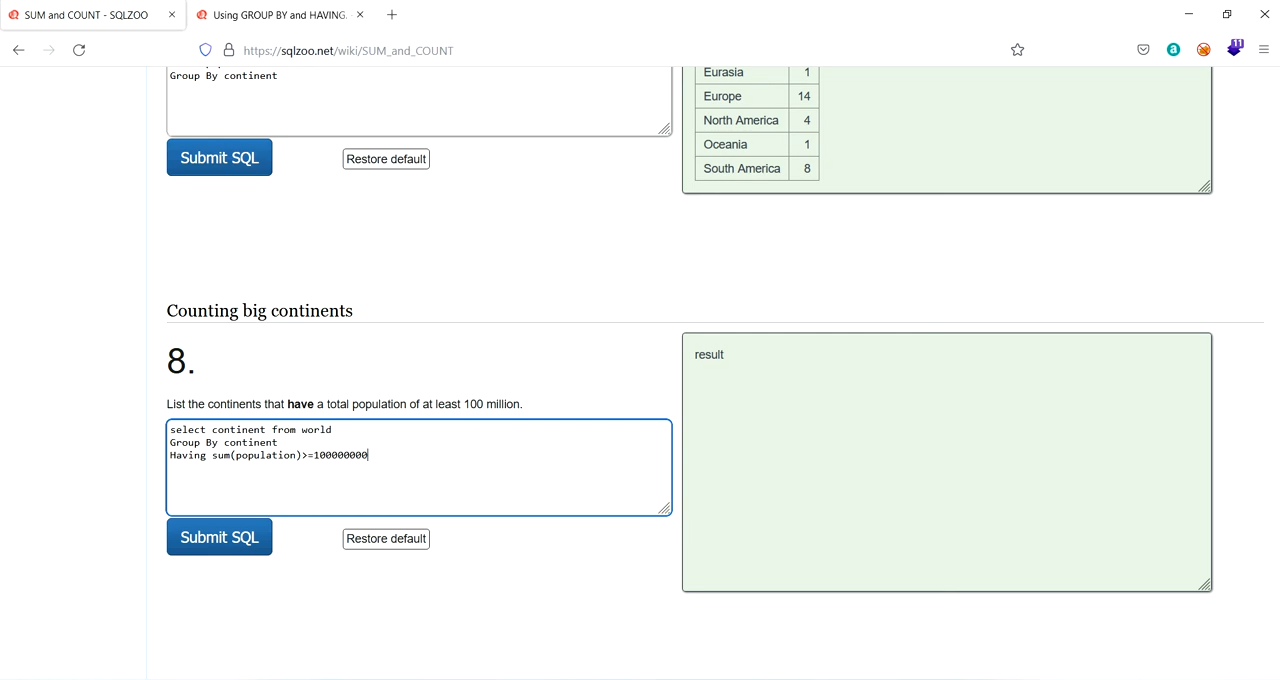 SUM and COUNT - SQLZOO
Using GROUP BY and HAVING.
https://sqlzoo.net/wiki/SUM_and_COUNT
11
Group By continent
Submit SQL
Restore default
Eurasia 1
Europe 14
North America 4
Oceania 1
South America 8
Counting big continents
8.
List the continents that have a total population of at least 100 million.
select continent from world
Group By continent
Having sum(population)>=100000000
Submit SQL
Restore default
result